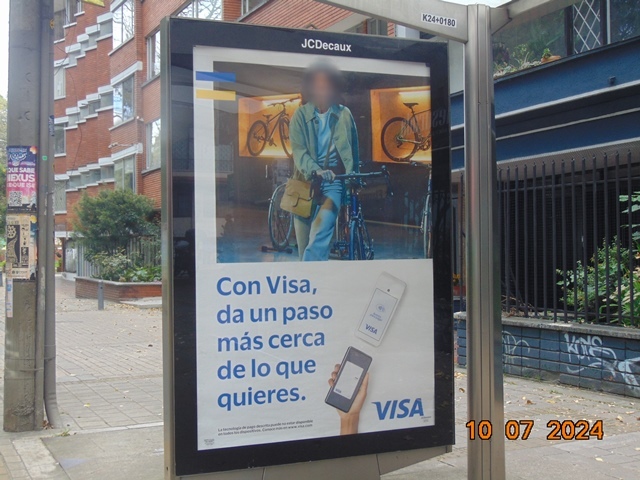 K24+0180
JCDecaux
Con Visa,
da un paso
más cerca
de lo que
quieres.
VISA
VISA
10 07 2024